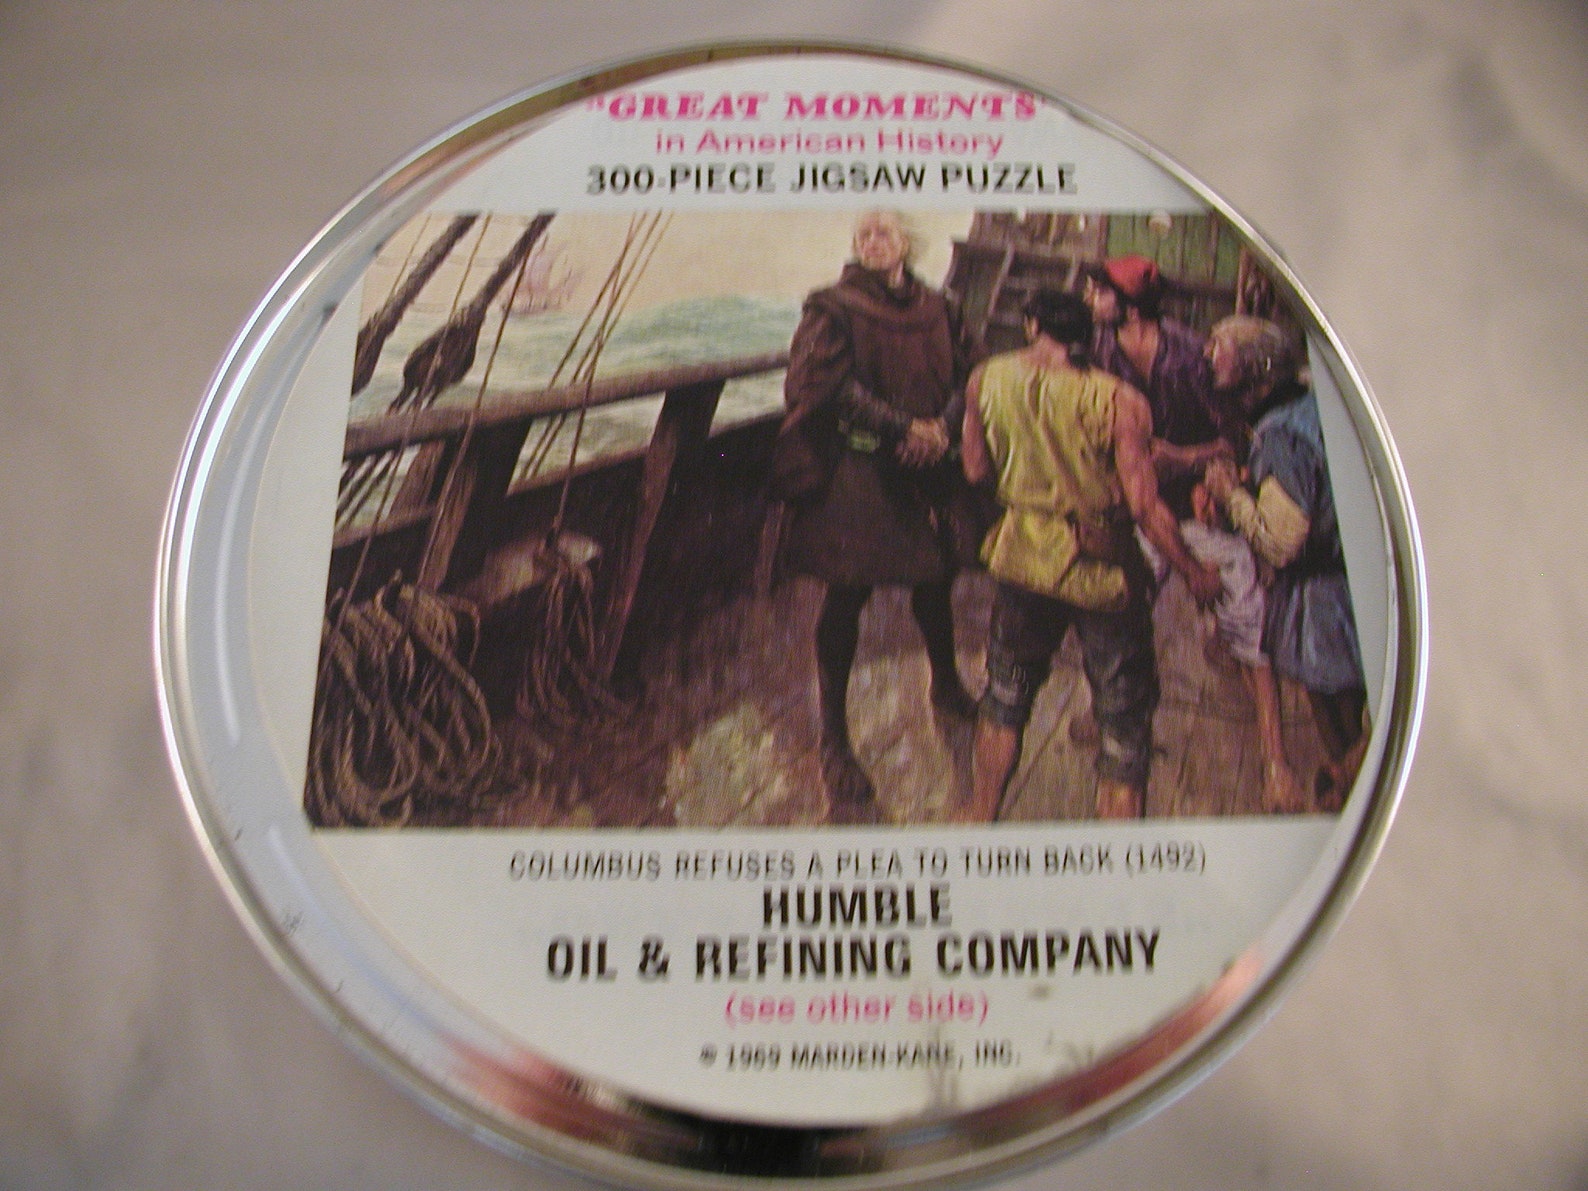 "GREAT MOMENTS"
in American History
300-PIECE JIGSAW PUZZLE
COLUMBUS REFUSES A PLEA TO TURN BACK (1492)
HUMBLE
OIL & REFINING COMPANY
(see other side)
© 1969 MARDEN-KANE, INC.